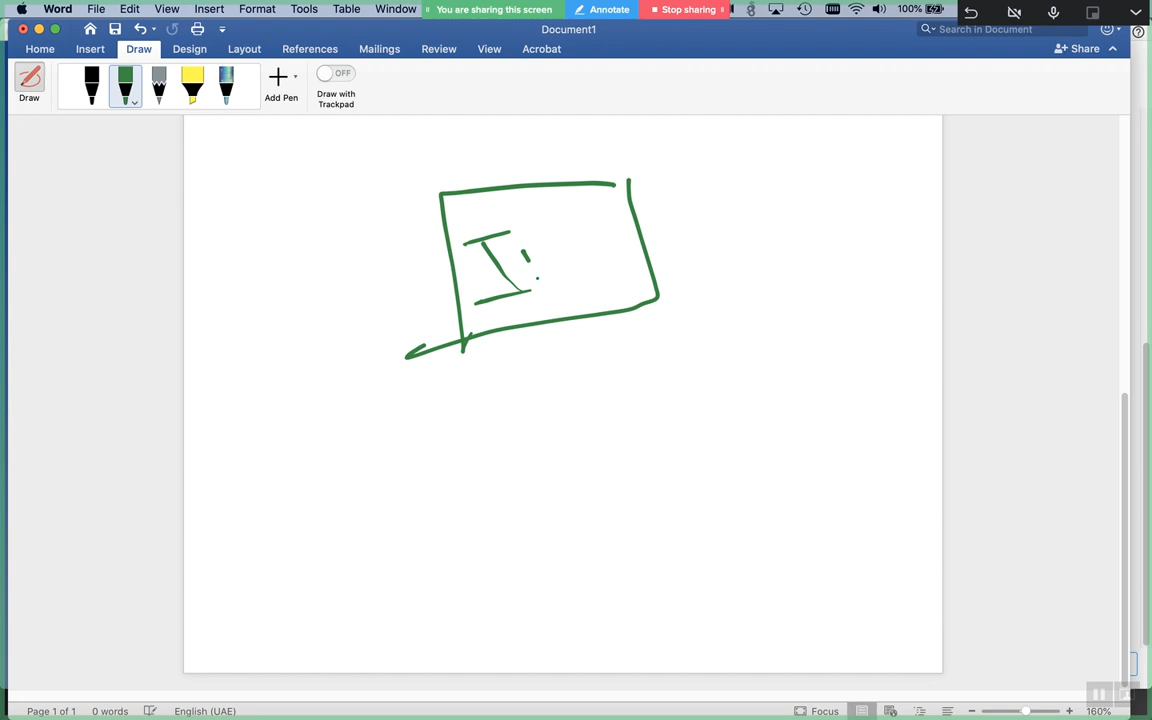 Word File Edit View Insert Format Tools Table Window You are sharing this screen Annotate Stop sharing 100%
Document1 Search in Document
Home Insert Draw Design Layout References Mailings Review View Acrobat Share
Draw Add Pen OFF Draw with Trackpad
I
Page 1 of 1 0 words English (UAE) Focus 160%